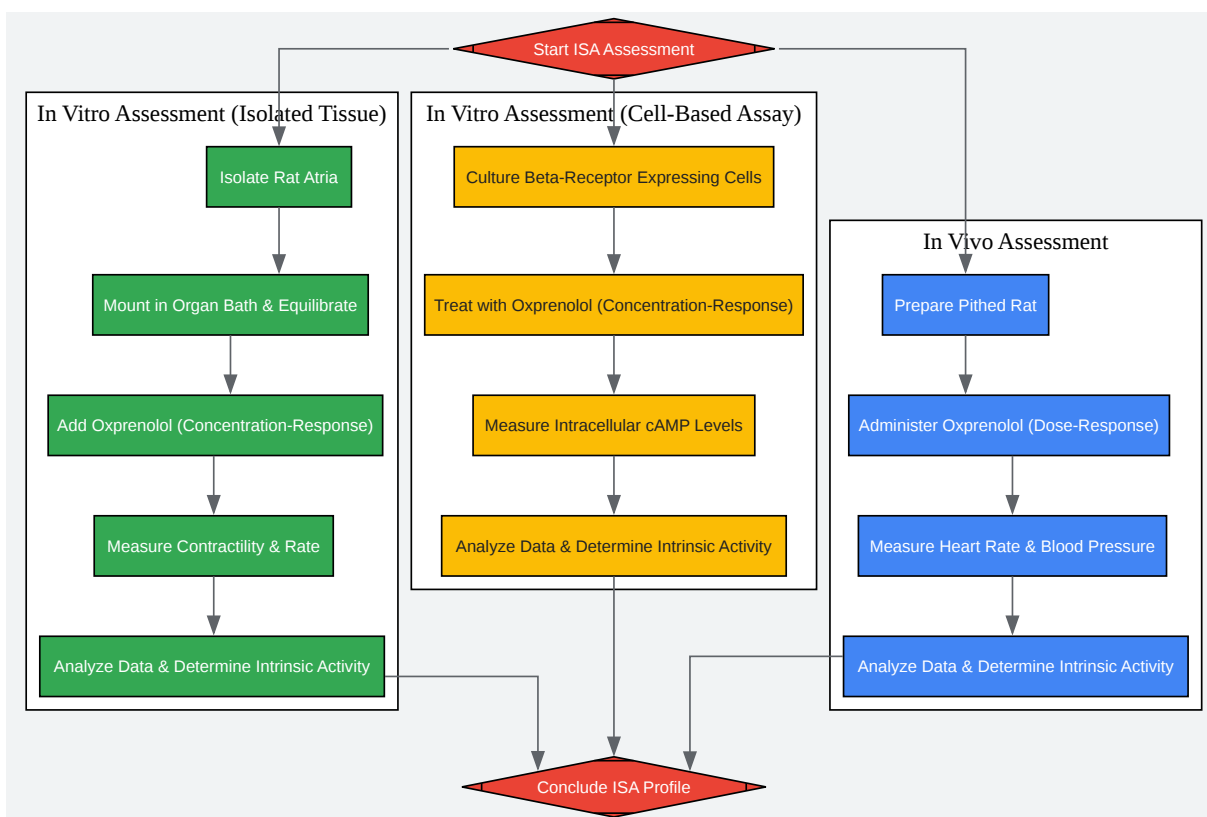 Start ISA Assessment
In Vitro Assessment (Isolated Tissue)
Isolate Rat Atria
Mount in Organ Bath & Equilibrate
Add Oxprenolol (Concentration-Response)
Measure Contractility & Rate
Analyze Data & Determine Intrinsic Activity
In Vitro Assessment (Cell-Based Assay)
Culture Beta-Receptor Expressing Cells
Treat with Oxprenolol (Concentration-Response)
Measure Intracellular cAMP Levels
Analyze Data & Determine Intrinsic Activity
In Vivo Assessment
Prepare Pithed Rat
Administer Oxprenolol (Dose-Response)
Measure Heart Rate & Blood Pressure
Analyze Data & Determine Intrinsic Activity
Conclude ISA Profile